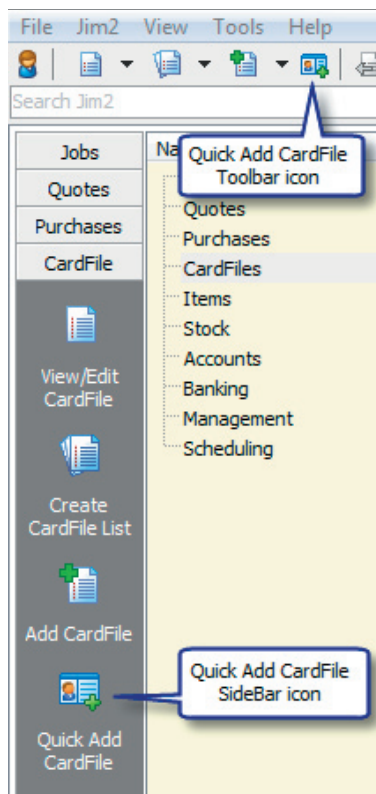 File Jim2 View Tools Help
Search Jim2
Quick Add CardFile
Toolbar icon
Jobs
Quotes
Purchases
CardFile
View/Edit
CardFile
Create
CardFile List
Add CardFile
Quick Add
CardFile
Na
Quotes
Purchases
CardFiles
Items
Stock
Accounts
Banking
Management
Scheduling
Quick Add CardFile
SideBar icon